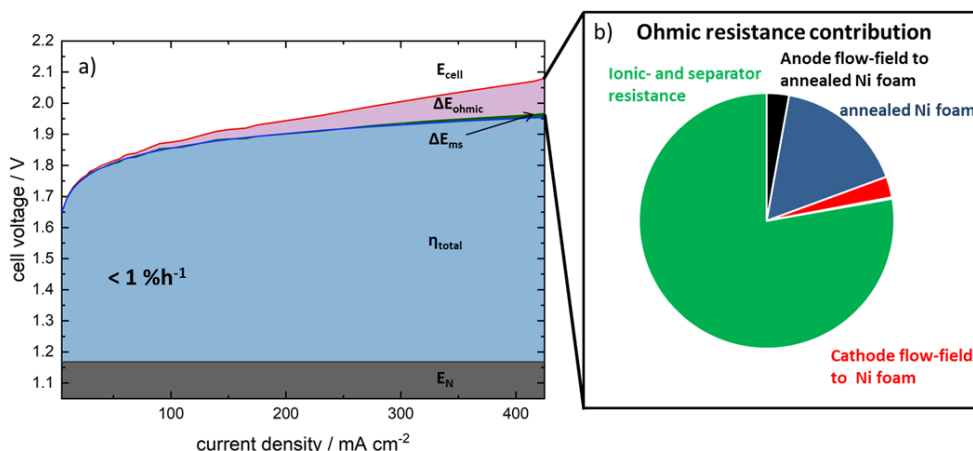 a)
2.2
2.1
2.0
1.9
1.8
1.7
1.6
1.5
1.4
1.3
1.2
1.1
cell voltage / V
E_cell
ΔE_ohmic
ΔE_ms
η_total
< 1 %h⁻¹
E_N
100 200 300 400
current density / mA cm⁻²
b) Ohmic resistance contribution
Ionic- and separator
resistance
Anode flow-field to
annealed Ni foam
annealed Ni foam
Cathode flow-field
to Ni foam